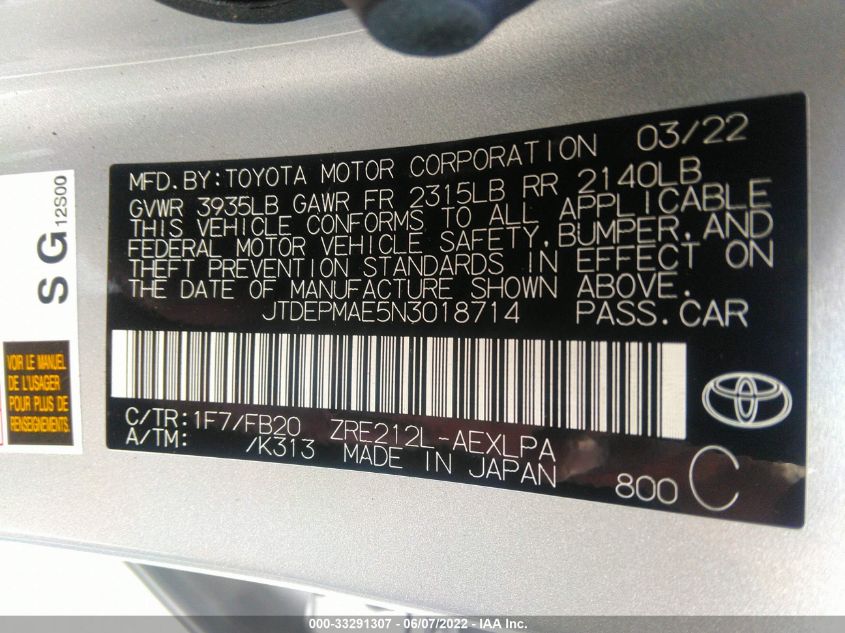 MFD.BY:TOYOTA MOTOR CORPORATION 03/22
GVWR 3935LB GAWR FR 2315LB RR 2140LB
THIS VEHICLE CONFORMS TO ALL APPLICABLE
FEDERAL MOTOR VEHICLE SAFETY,BUMPER,AND
THEFT PREVENTION STANDARDS IN EFFECT ON
THE DATE OF MANUFACTURE SHOWN ABOVE.
JTDEPMAE5N3018714 PASS.CAR
C/TR:1F7/FB20 ZRE212L-AEXLPA
A/TM: /K313 MADE IN JAPAN
800 C
SG 12S00
VOIR LE MANUEL
DE L'USAGER
POUR PLUS DE
RENSEIGNEMENTS
000-33291307 - 06/07/2022 - IAA Inc.